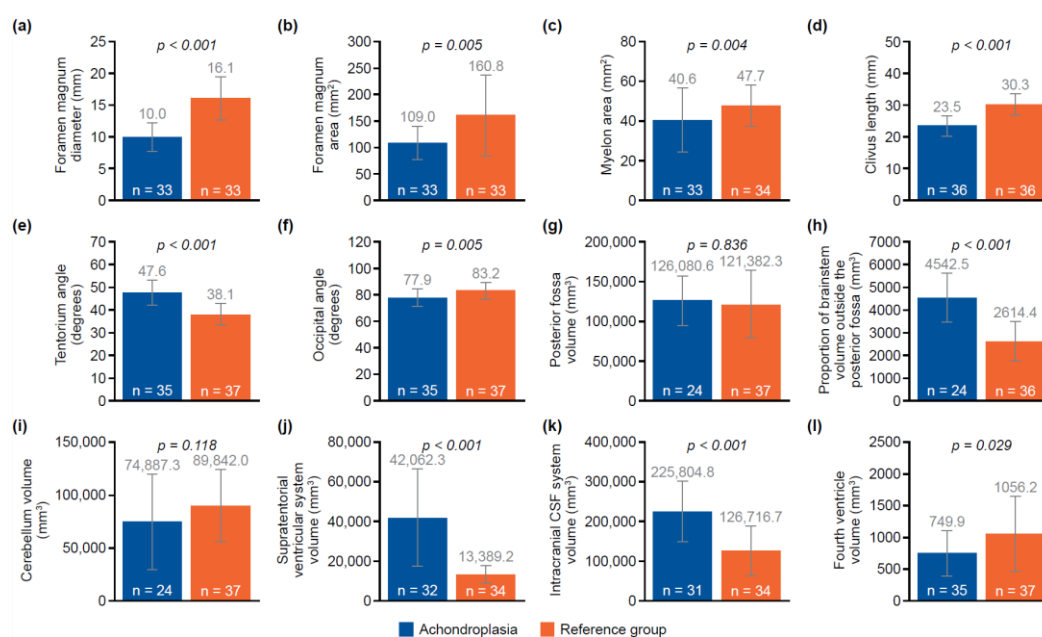 (a)
Foramen magnum
diameter (mm)
25
20
15
10
5
0
p < 0.001
10.0
16.1
n = 33
n = 33
(b)
Foramen magnum
area (mm²)
300
250
200
150
100
50
0
p = 0.005
109.0
160.8
n = 33
n = 33
(c)
Myelon area (mm²)
80
60
40
20
0
p = 0.004
40.6
47.7
n = 33
n = 34
(d)
Clivus length (mm)
50
40
30
20
10
0
p < 0.001
23.5
30.3
n = 36
n = 36
(e)
Tentorium angle
(degrees)
70
60
50
40
30
20
10
0
p < 0.001
47.6
38.1
n = 35
n = 37
(f)
Occipital angle
(degrees)
120
100
80
60
40
20
0
p = 0.005
77.9
83.2
n = 35
n = 37
(g)
Posterior fossa
volume (mm³)
200,000
150,000
100,000
50,000
0
p = 0.836
126,080.6
121,382.3
n = 24
n = 37
(h)
Proportion of brainstem
volume outside the
posterior fossa (mm³)
7000
6000
5000
4000
3000
2000
1000
0
p < 0.001
4542.5
2614.4
n = 24
n = 36
(i)
Cerebellum volume
(mm³)
150,000
100,000
50,000
0
p = 0.118
74,887.3
89,842.0
n = 24
n = 37
(j)
Supratentorial
ventricular system
volume (mm³)
80,000
60,000
40,000
20,000
0
p < 0.001
42,062.3
13,389.2
n = 32
n = 34
(k)
Intracranial CSF system
volume (mm³)
400,000
300,000
200,000
100,000
0
p < 0.001
225,804.8
126,716.7
n = 31
n = 34
(l)
Fourth ventricle
volume (mm³)
2500
2000
1500
1000
500
0
p = 0.029
749.9
1056.2
n = 35
n = 37
Achondroplasia
Reference group